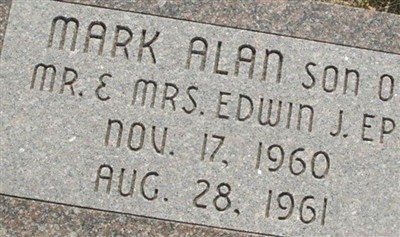 MARK ALAN SON O
MR. & MRS. EDWIN J. EP
NOV. 17, 1960
AUG. 28, 1961